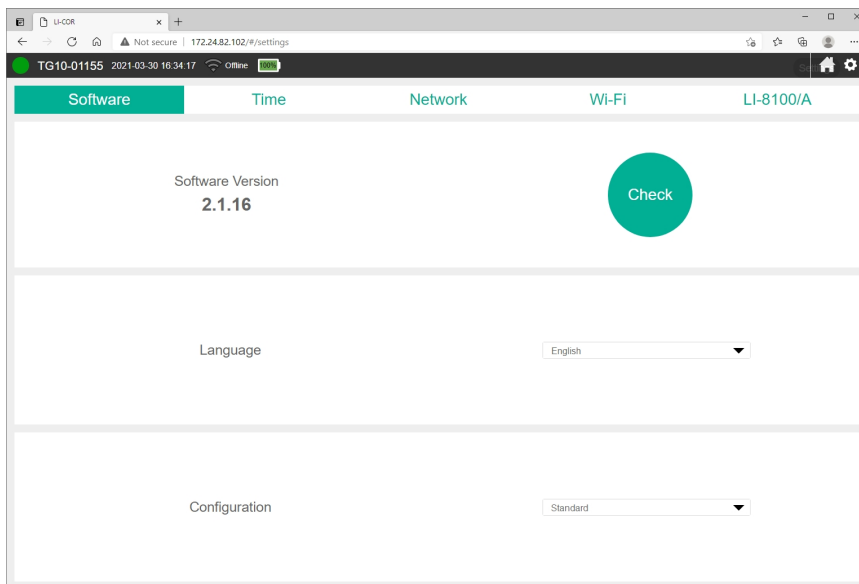 LI-COR
Not secure | 172.24.82.102/#/settings
TG10-01155 2021-03-30 16:34:17 Offline 100%
Software Time Network Wi-Fi LI-8100/A
Software Version
2.1.16
Check
Language
English
Configuration
Standard